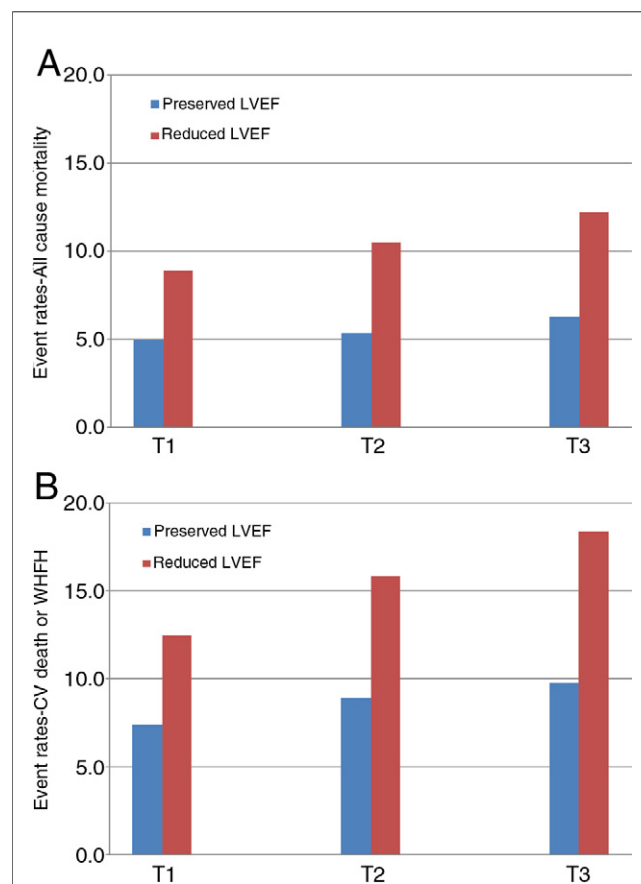 A
20.0
Preserved LVEF
Reduced LVEF
15.0
10.0
5.0
0.0
Event rates-All cause mortality
T1 T2 T3
B
20.0
Preserved LVEF
Reduced LVEF
15.0
10.0
5.0
0.0
Event rates-CV death or WHFH
T1 T2 T3